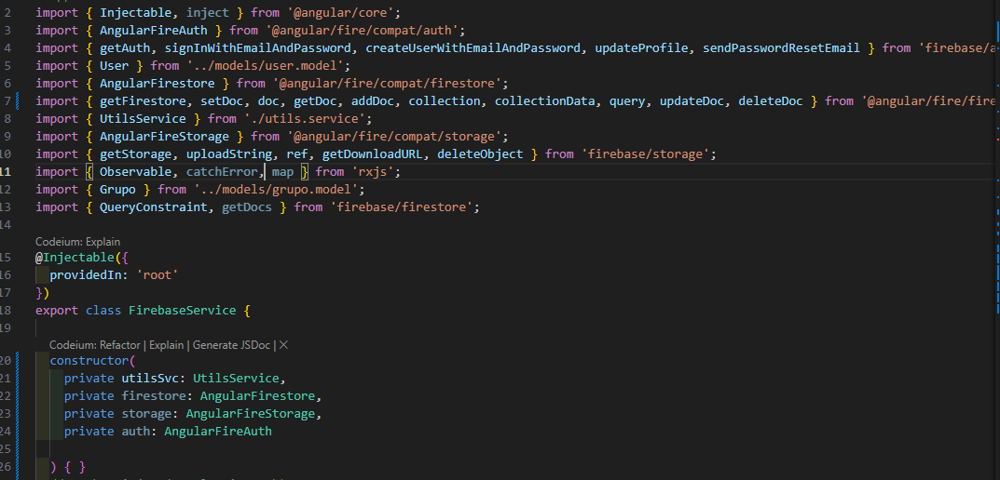 2 import { Injectable, inject } from '@angular/core';
3 import { AngularFireAuth } from '@angular/fire/compat/auth';
4 import { getAuth, signInWithEmailAndPassword, createUserWithEmailAndPassword, updateProfile, sendPasswordResetEmail } from 'firebase/a
5 import { User } from '../models/user.model';
6 import { AngularFirestore } from '@angular/fire/compat/firestore';
7 import { getFirestore, setDoc, doc, getDoc, addDoc, collection, collectionData, query, updateDoc, deleteDoc } from '@angular/fire/fire
8 import { UtilsService } from './utils.service';
9 import { AngularFireStorage } from '@angular/fire/compat/storage';
10 import { getStorage, uploadString, ref, getDownloadURL, deleteObject } from 'firebase/storage';
11 import { Observable, catchError, map } from 'rxjs';
12 import { Grupo } from '../models/grupo.model';
13 import { QueryConstraint, getDocs } from 'firebase/firestore';
14
Codeium: Explain
15 @Injectable({
16 providedIn: 'root'
17 })
18 export class FirebaseService {
19
Codeium: Refactor | Explain | Generate JSDoc | X
20 constructor(
21 private utilsSvc: UtilsService,
22 private firestore: AngularFirestore,
23 private storage: AngularFireStorage,
24 private auth: AngularFireAuth
25
26 ) { }